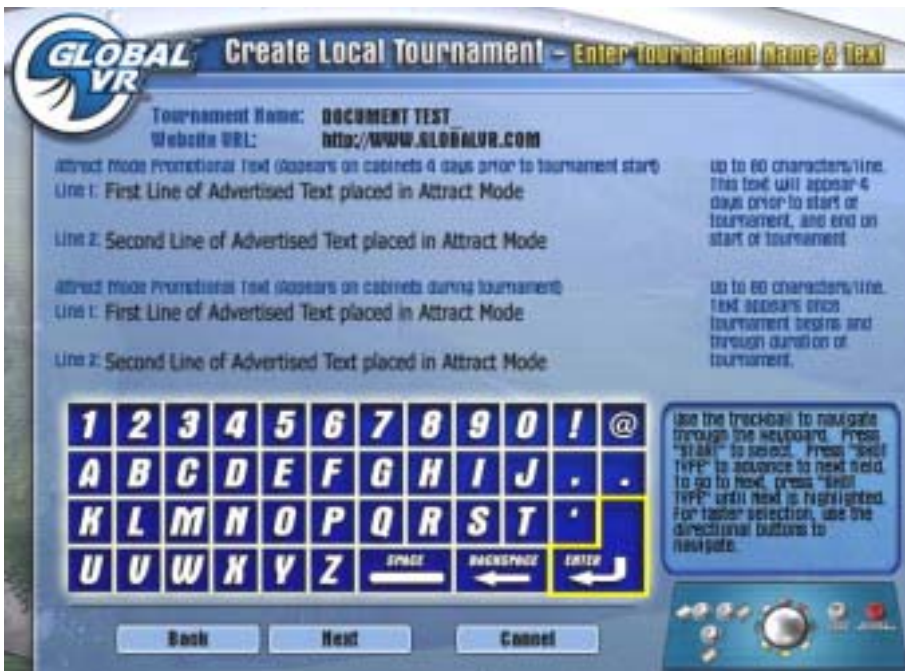 GLOBAL VR
Create Local Tournament - Enter Tournament Name & Text
Tournament Name: DOCUMENT TEST_
Website URL: http://WWW.GLOBALVR.COM
Attract Mode Promotional Text (Appears on cabinets 4 days prior to tournament start)
Line 1: First Line of Advertised Text placed in Attract Mode
Line 2: Second Line of Advertised Text placed in Attract Mode
Up to 80 characters/line.
This text will appear 4
days prior to start of
tournament, and end on
start of tournament
Attract Mode Promotional Text (Appears on cabinets during tournament)
Line 1: First Line of Advertised Text placed in Attract Mode
Line 2: Second Line of Advertised Text placed in Attract Mode
Up to 80 characters/line.
Text appears once
tournament begins and
through duration of
tournament.
1 2 3 4 5 6 7 8 9 0 ! @
A B C D E F G H I J
K L M N O P Q R S T
U V W X Y Z SPACE BACKSPACE ENTER
Use the trackball to navigate
through the keyboard. Press
"START" to select. Press "SHOT
TYPE" to advance to next field.
To go to Next, press "SHOT
TYPE" until Next is highlighted.
For faster selection, use the
directional buttons to
navigate.
Back Next Cancel